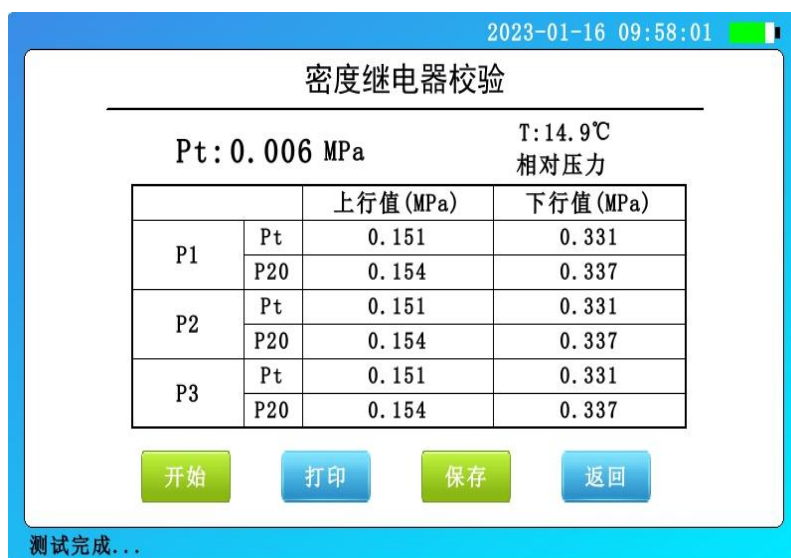 2023-01-16 09:58:01
密度继电器校验
Pt:0.006 MPa
T:14.9℃
相对压力
上行值(MPa) 下行值(MPa)
P1
Pt 0.151 0.331
P20 0.154 0.337
P2
Pt 0.151 0.331
P20 0.154 0.337
P3
Pt 0.151 0.331
P20 0.154 0.337
开始 打印 保存 返回
测试完成...